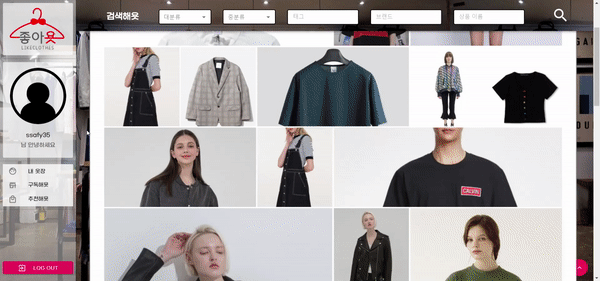 좋아옷
LIKECLOTHES
ssafy35
님 안녕하세요
내 옷장
구독해옷
추천해옷
LOG OUT
검색해옷
대분류
중분류
태그
브랜드
상품 이름
CALVIN